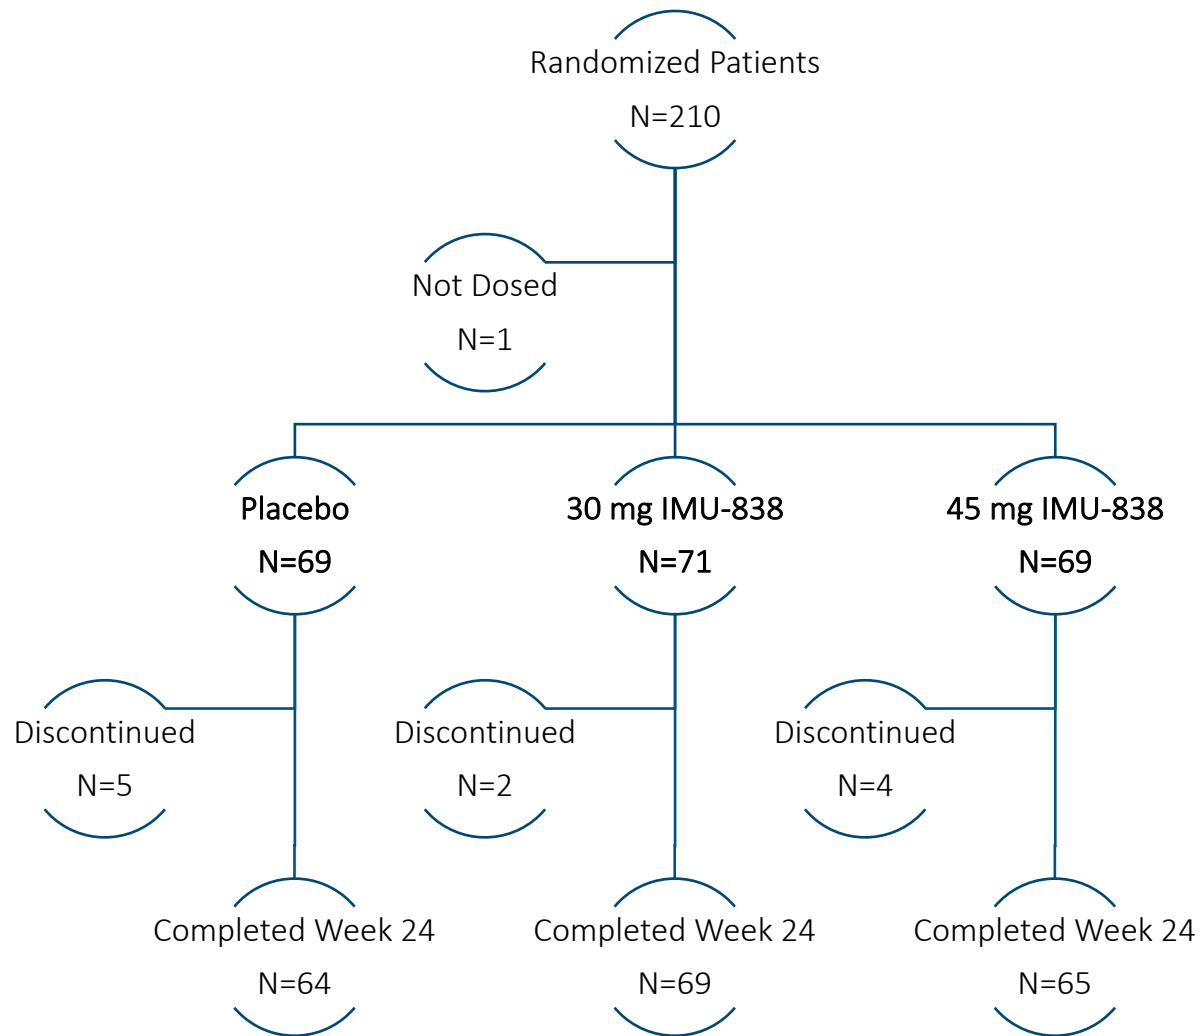 Randomized Patients
N=210
Not Dosed
N=1
Placebo
N=69
30 mg IMU-838
N=71
45 mg IMU-838
N=69
Discontinued
N=5
Discontinued
N=2
Discontinued
N=4
Completed Week 24
N=64
Completed Week 24
N=69
Completed Week 24
N=65